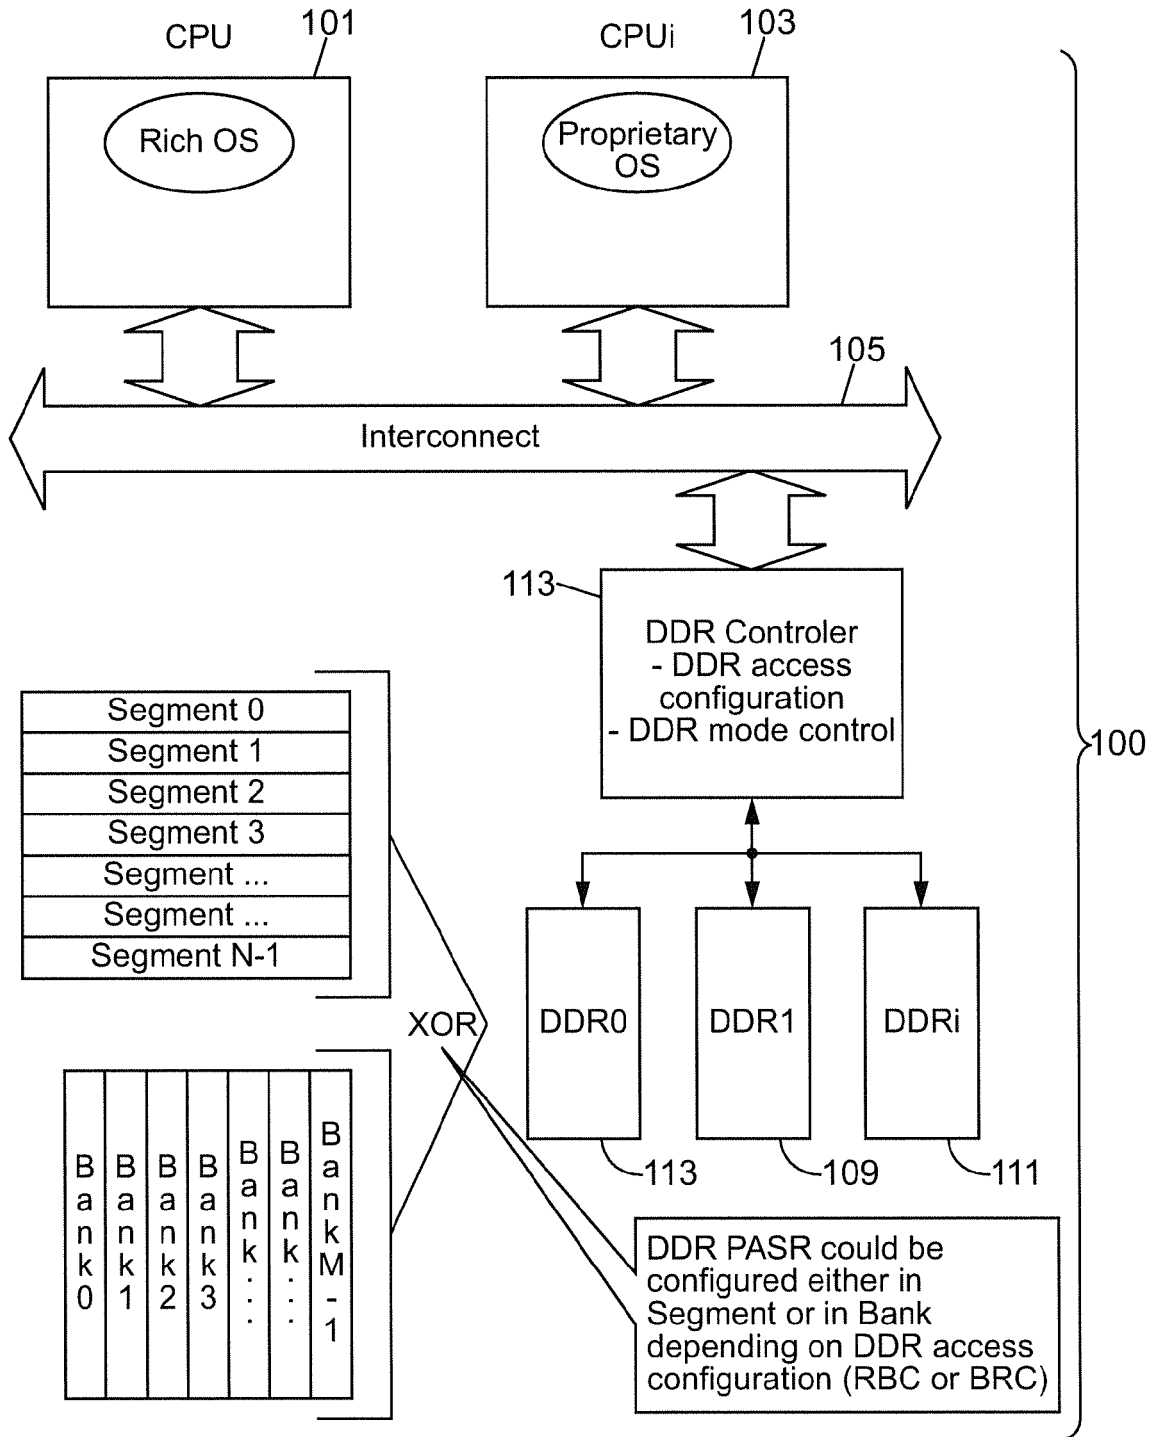 CPU
101
CPUi
103
Rich OS
Proprietary
OS
105
Interconnect
113
DDR Controler
- DDR access
configuration
- DDR mode control
100
Segment 0
Segment 1
Segment 2
Segment 3
Segment ...
Segment ...
Segment N-1
XOR
DDR0
DDR1
DDRi
113
109
111
Bank0
Bank1
Bank2
Bank3
Bank...
Bank...
BankM-1
DDR PASR could be
configured either in
Segment or in Bank
depending on DDR access
configuration (RBC or BRC)